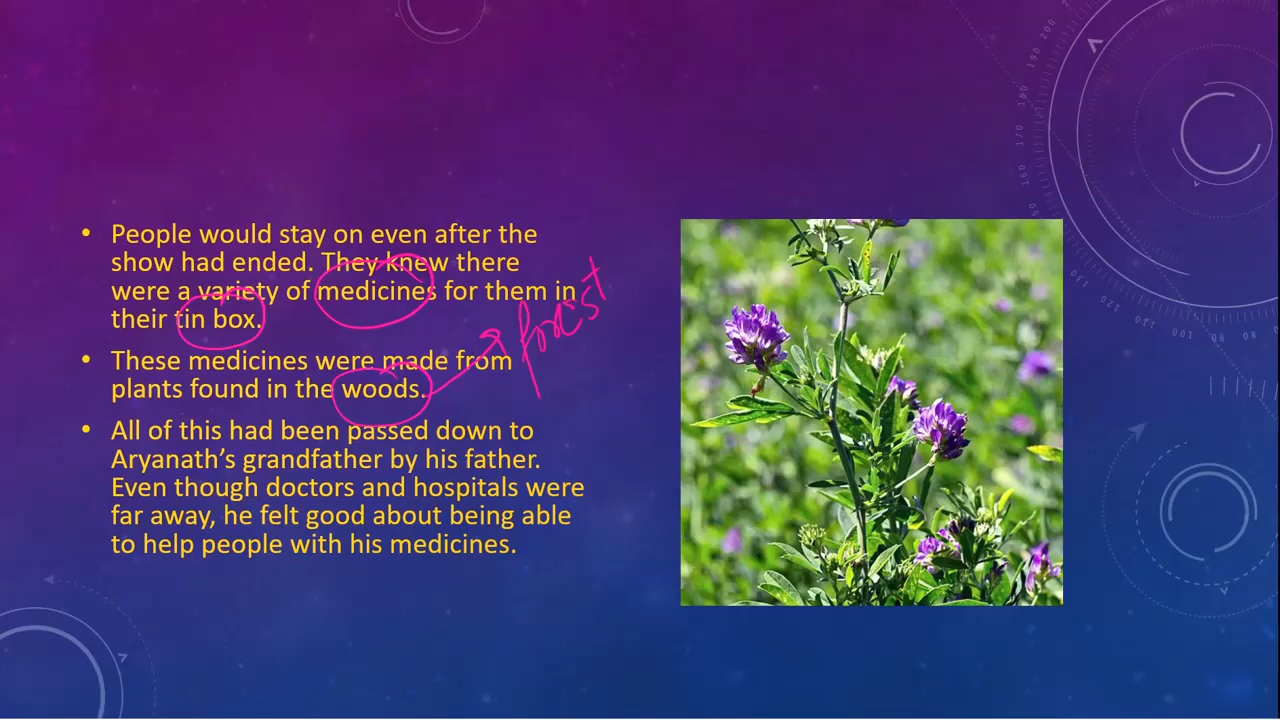 • People would stay on even after the
show had ended. They knew there
were a variety of medicines for them in
their tin box.
• These medicines were made from
plants found in the woods.
forest
• All of this had been passed down to
Aryanath’s grandfather by his father.
Even though doctors and hospitals were
far away, he felt good about being able
to help people with his medicines.